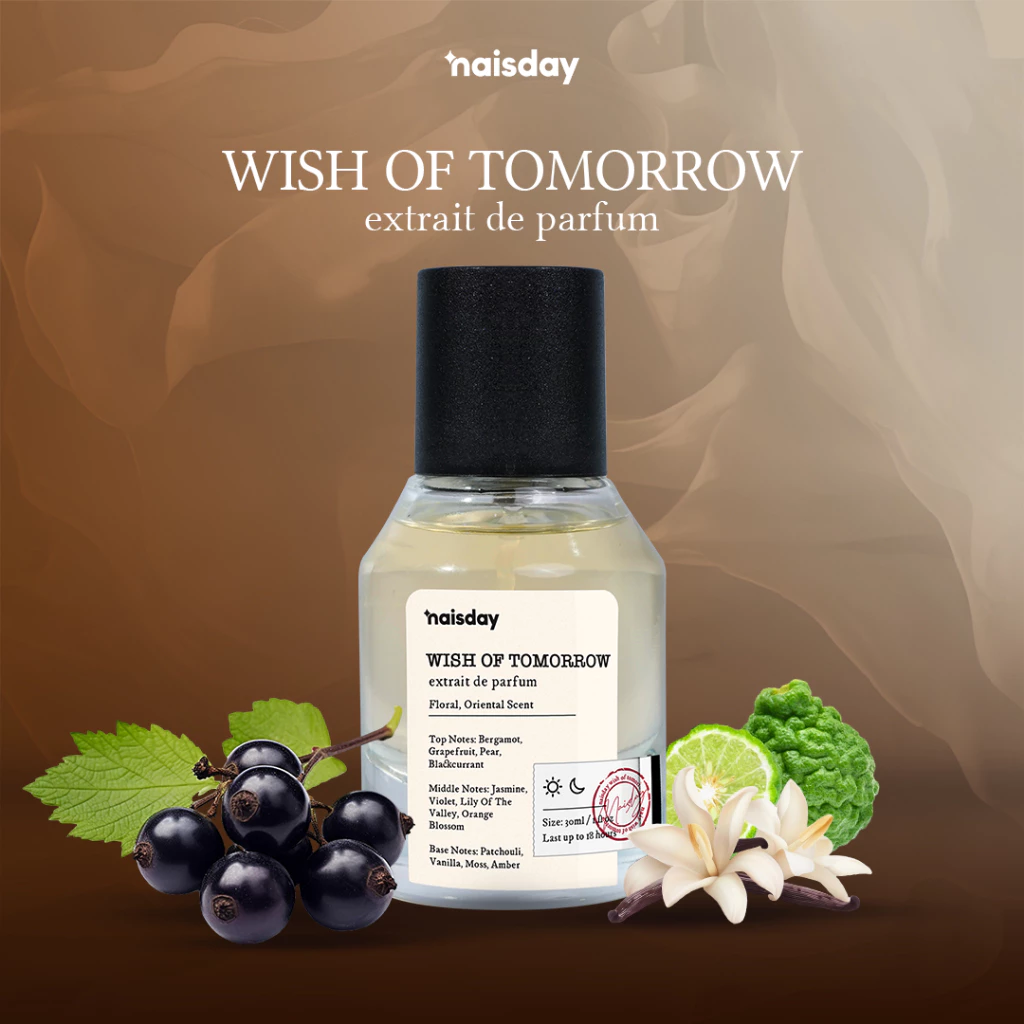 naisday
WISH OF TOMORROW
extrait de parfum
naisday
WISH OF TOMORROW
extrait de parfum
Floral, Oriental Scent
Top Notes: Bergamot,
Grapefruit, Pear,
Blackcurrant
Middle Notes: Jasmine,
Violet, Lily Of The
Valley, Orange
Blossom
Base Notes: Patchouli,
Vanilla, Moss, Amber
Size: 30ml /
Last up to 18 hours